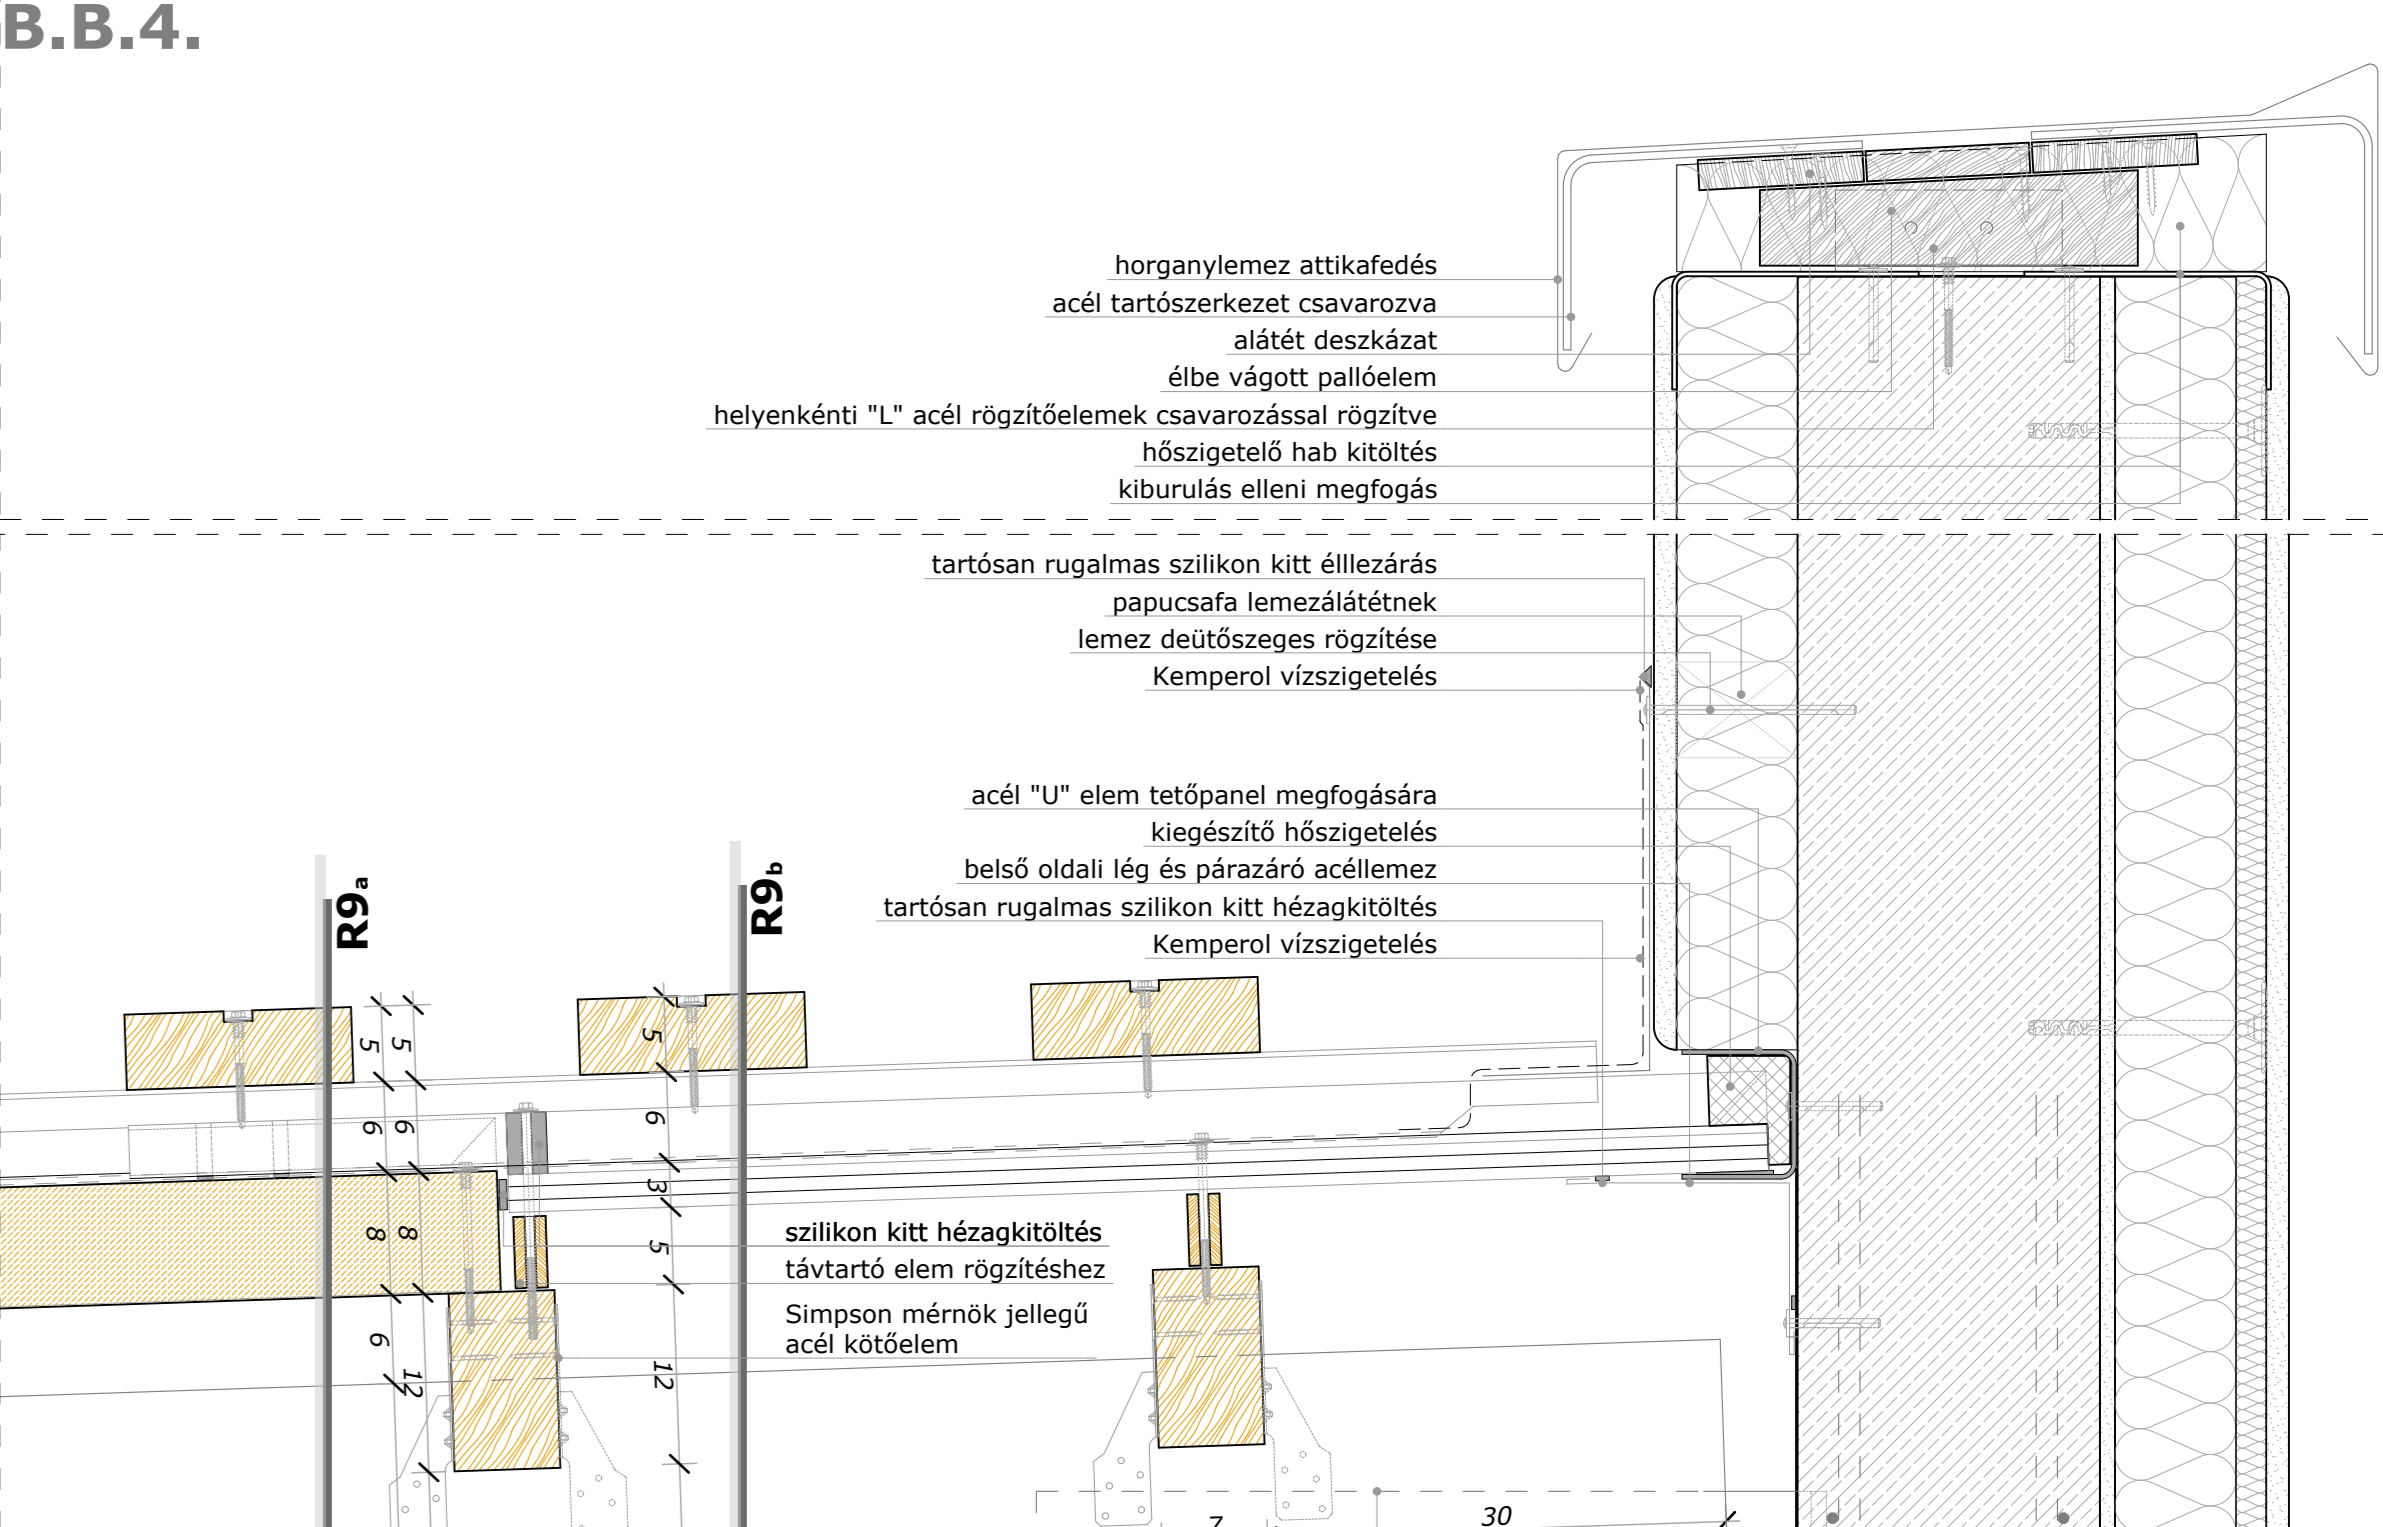 B.B.4.
horganylemez attikafedés
acél tartószerkezet csavarozva
alátét deszkázat
élbe vágott pallóelem
helyenkénti "L" acél rögzítőelemek csavarozással rögzítve
hőszigetelő hab kitöltés
kiburulás elleni megfogás
tartósan rugalmas szilikon kitt élllezárás
papucsafa lemezálátétnek
lemez deütőszeges rögzítése
Kemperol vízszigetelés
acél "U" elem tetőpanel megfogására
kiegészítő hőszigetelés
belső oldali lég és párazáró acéllemez
tartósan rugalmas szilikon kitt hézagkitöltés
Kemperol vízszigetelés
R9a
R9b
5
5
5
6
6
6
3
8
8
5
6
12
12
szilikon kitt hézagkitöltés
távtartó elem rögzítéshez
Simpson mérnök jellegű
acél kötőelem
7
30